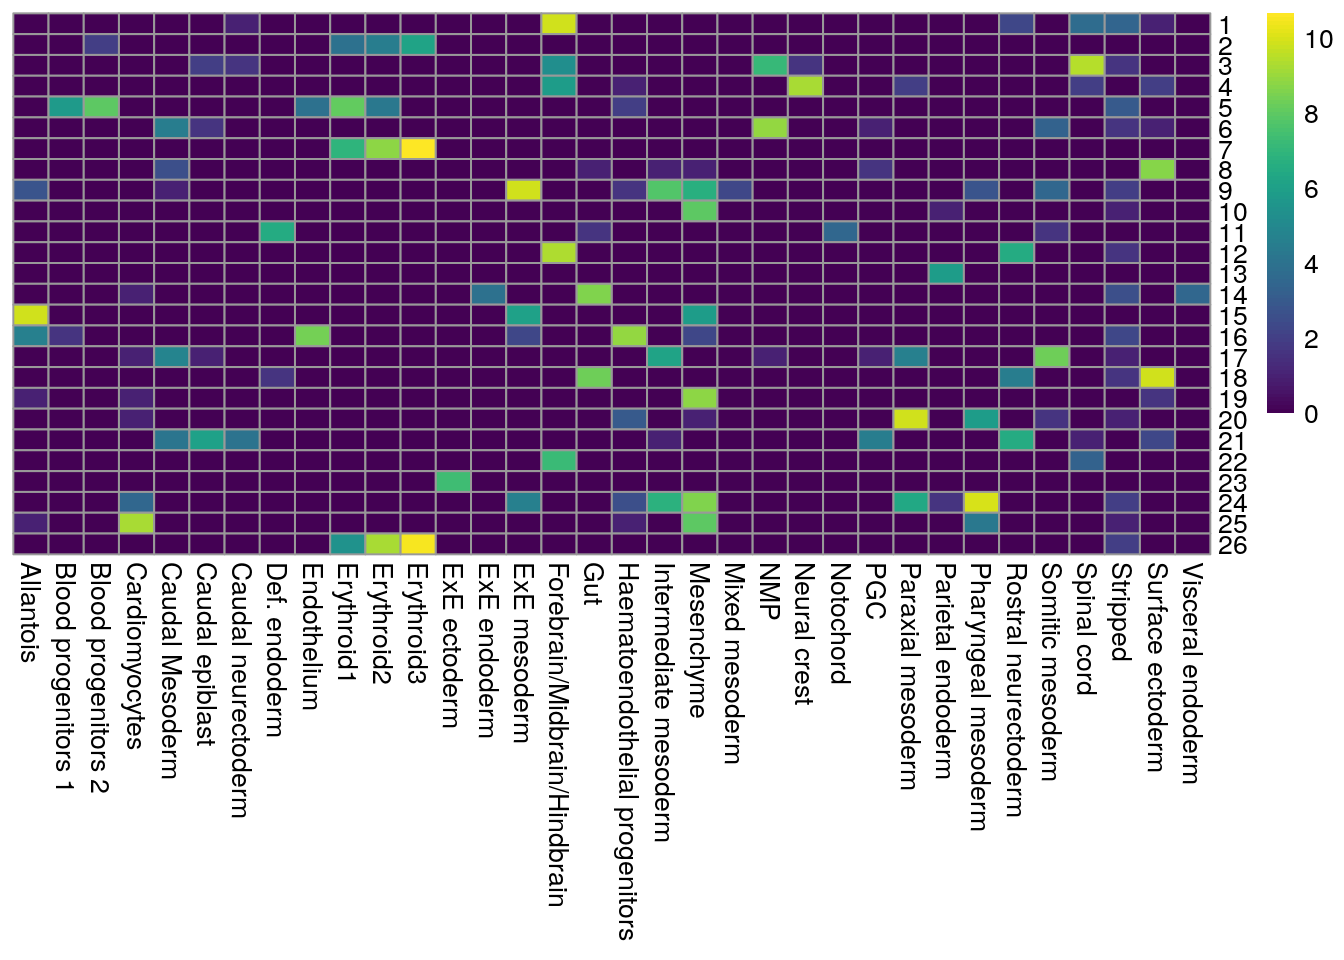 1
2
3
4
5
6
7
8
9
10
11
12
13
14
15
16
17
18
19
20
21
22
23
24
25
26
10
8
6
4
2
0
Allantois
Blood progenitors 1
Blood progenitors 2
Cardiomyocytes
Caudal Mesoderm
Caudal epiblast
Caudal neurectoderm
Def. endoderm
Endothelium
Erythroid1
Erythroid2
Erythroid3
ExE ectoderm
ExE endoderm
ExE mesoderm
Forebrain/Midbrain/Hindbrain
Gut
Haematoendothelial progenitors
Intermediate mesoderm
Mesenchyme
Mixed mesoderm
NMP
Neural crest
Notochord
PGC
Paraxial mesoderm
Parietal endoderm
Pharyngeal mesoderm
Rostral neurectoderm
Somitic mesoderm
Spinal cord
Stripped
Surface ectoderm
Visceral endoderm